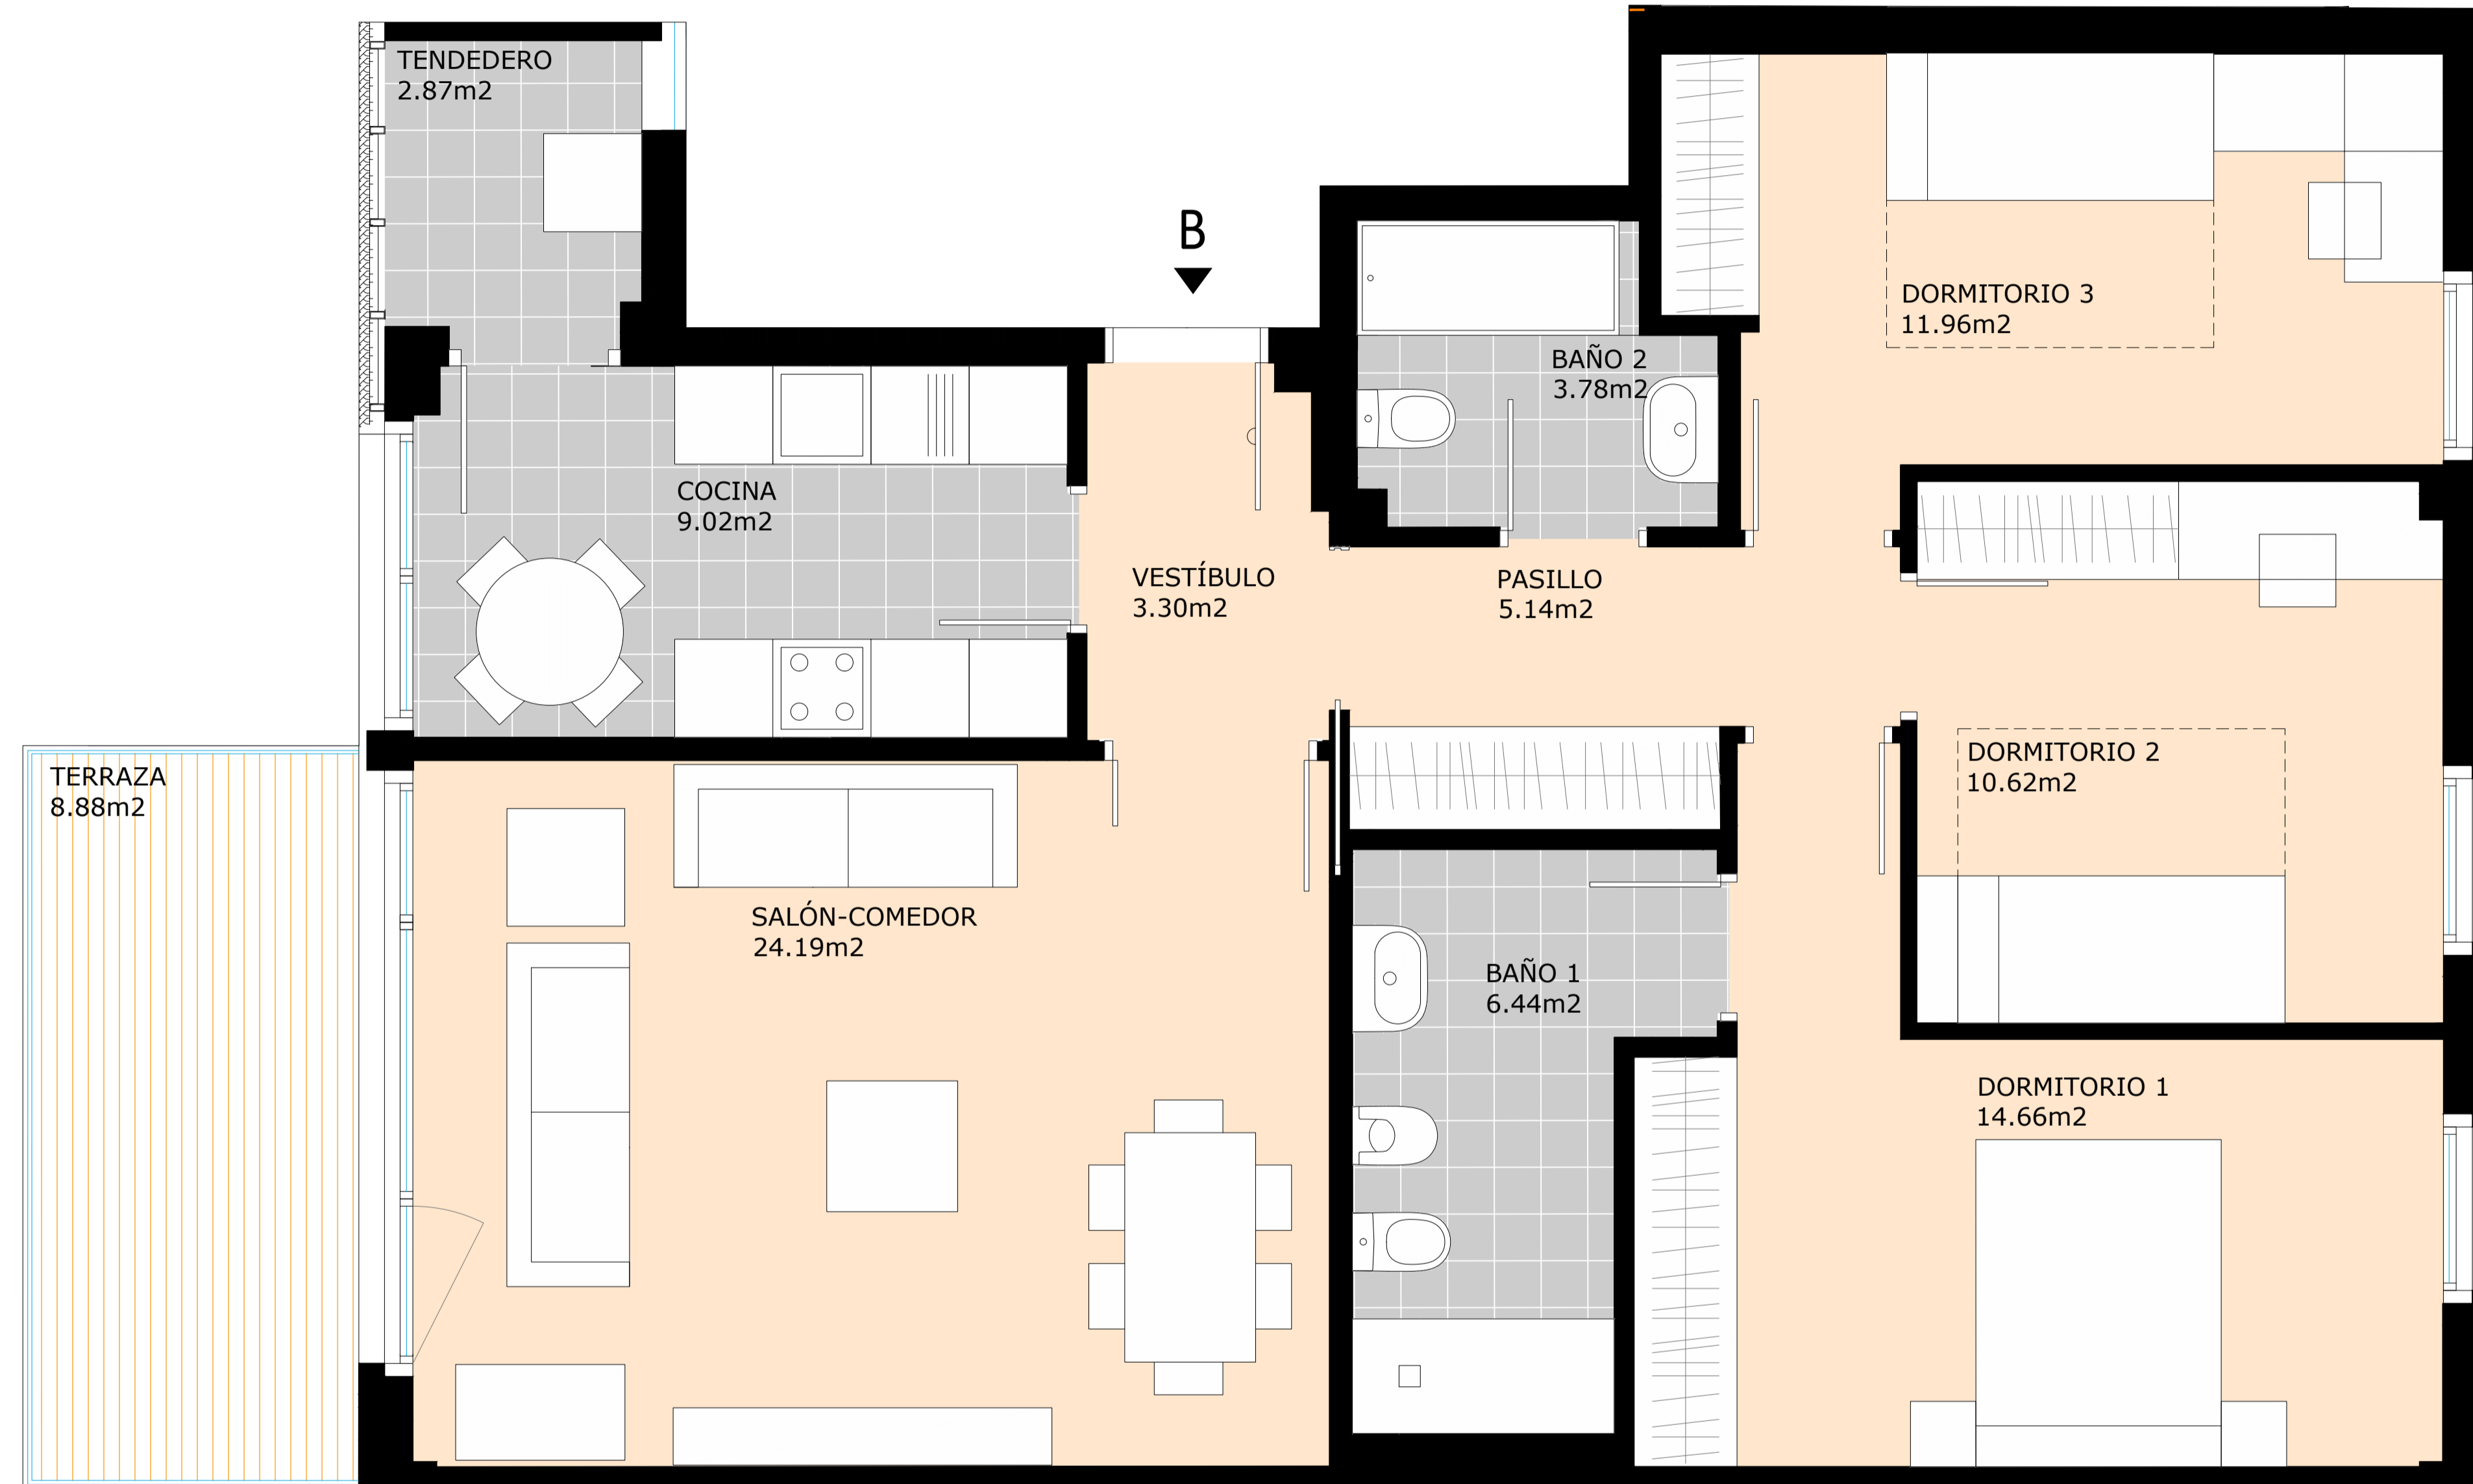 TENDEDERO
2.87m2
B
DORMITORIO 3
11.96m2
BAÑO 2
3.78m2
COCINA
9.02m2
VESTÍBULO
3.30m2
PASILLO
5.14m2
DORMITORIO 2
10.62m2
TERRAZA
8.88m2
SALÓN-COMEDOR
24.19m2
BAÑO 1
6.44m2
DORMITORIO 1
14.66m2